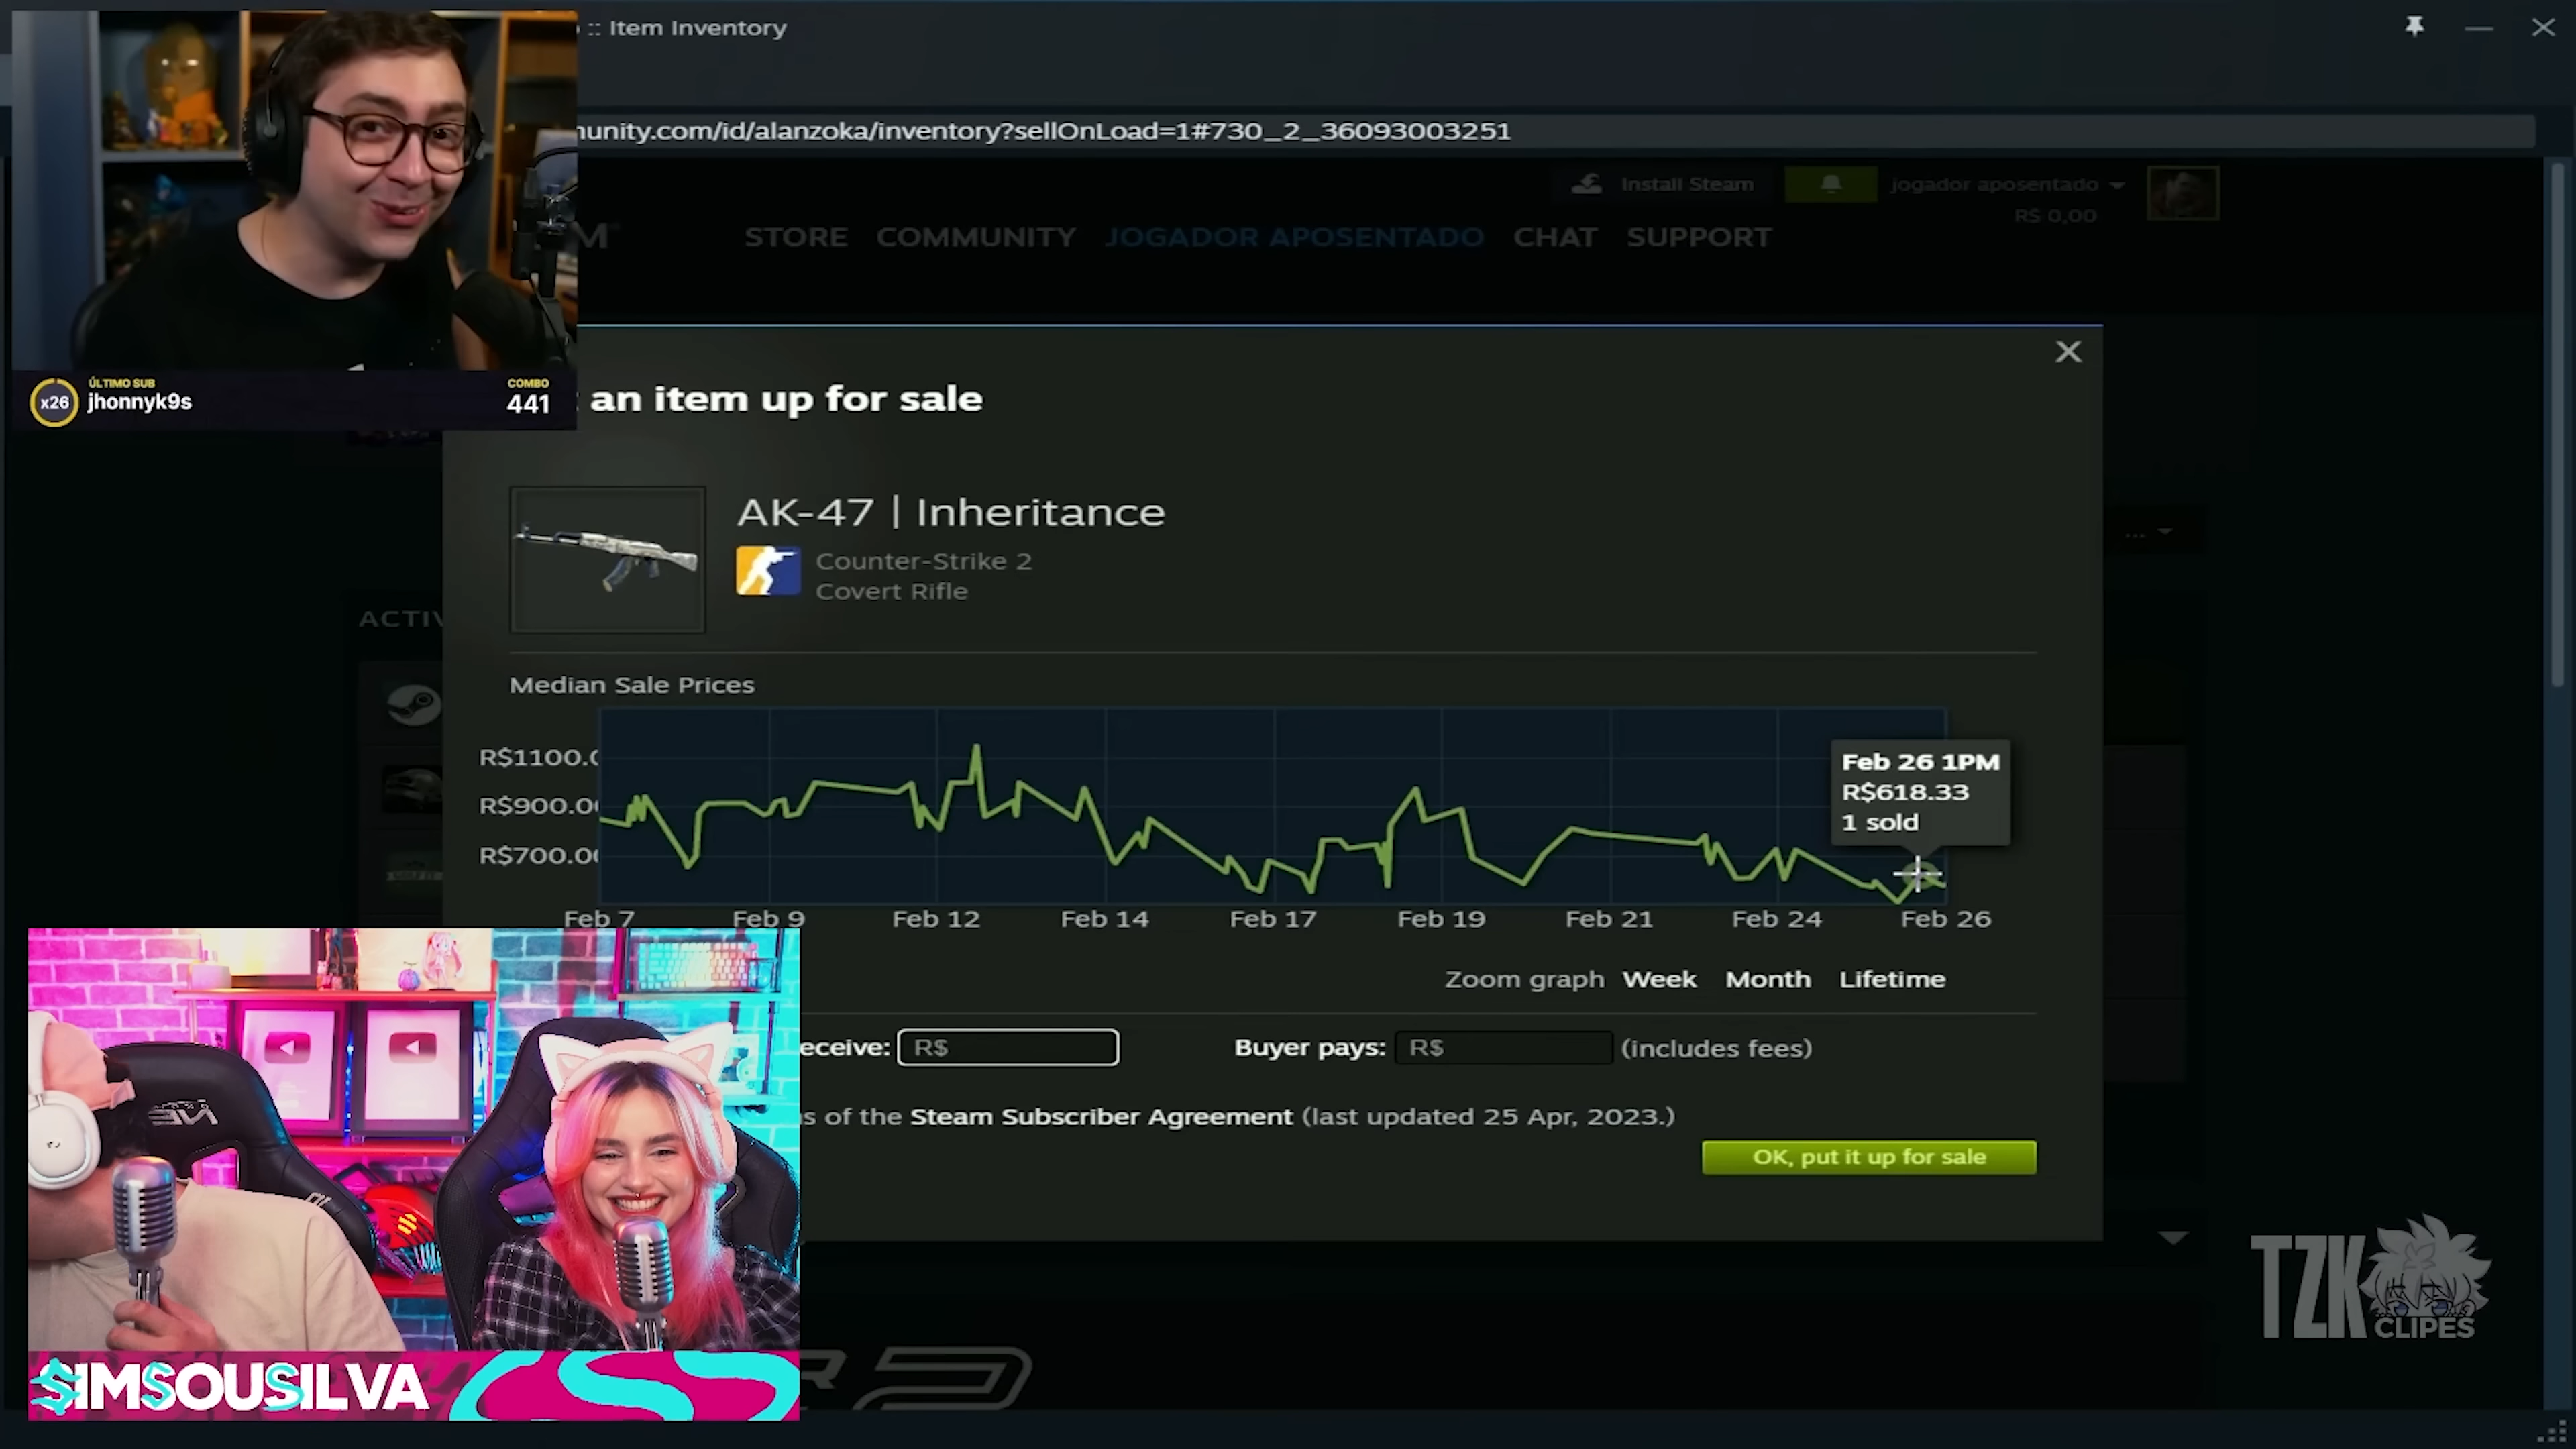 :: Item Inventory
munity.com/id/alanzoka/inventory?sellOnLoad=1#730_2_36093003251
Install Steam
jogador aposentado
R$ 0,00
STORE COMMUNITY JOGADOR APOSENTADO CHAT SUPPORT
x26
ÚLTIMO SUB
jhonnyk9s
COMBO
441
an item up for sale
AK-47 | Inheritance
Counter-Strike 2
Covert Rifle
ACTIV
Median Sale Prices
R$1100.0
R$900.00
R$700.00
Feb 26 1PM
R$618.33
1 sold
Feb 7 Feb 9 Feb 12 Feb 14 Feb 17 Feb 19 Feb 21 Feb 24 Feb 26
Zoom graph Week Month Lifetime
eceive: R$
Buyer pays: R$ (includes fees)
s of the Steam Subscriber Agreement (last updated 25 Apr, 2023.)
OK, put it up for sale
SIMSOUSILVA
TZK
CLIPES